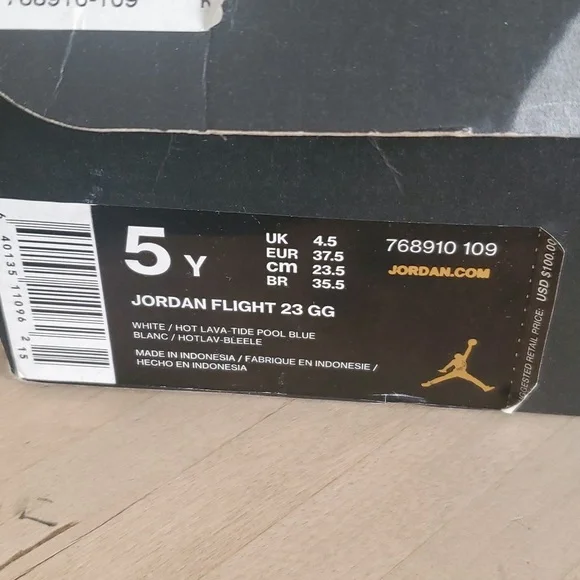 768910-109
5 Y
UK 4.5
EUR 37.5
cm 23.5
BR 35.5
768910 109
JORDAN.COM
JORDAN FLIGHT 23 GG
WHITE / HOT LAVA-TIDE POOL BLUE
BLANC / HOTLAV-BLEELE
MADE IN INDONESIA / FABRIQUE EN INDONESIE /
HECHO EN INDONESIA
PRICE: USD $100.00
RETAIL